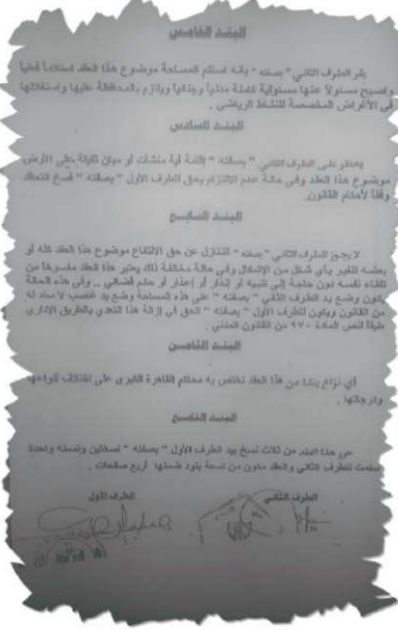 البند الخامس
يقر الطرف الثاني " بصفته " بأنه استلم المساحة موضوع هذا العقد استلاماً فعلياً
وأصبح مسئولاً عنها مسئولية كاملة مدنياً وجنائياً ويلتزم بالمحافظة عليها واستغلالها
في الأغراض المخصصة للنشاط الرياضي .
البند السادس
يحظر على الطرف الثاني " بصفته " إقامة أية منشآت أو مبان ثابتة على الأرض
موضوع هذا العقد وفي حالة عدم الالتزام يحق للطرف الأول " بصفته " فسخ التعاقد
وفقاً لأحكام القانون.
البند السابع
لا يجوز للطرف الثاني " بصفته " التنازل عن حق الانتفاع موضوع هذا العقد كله أو
بعضه للغير بأي شكل من الأشكال وفي حالة مخالفة ذلك يعتبر هذا العقد مفسوخاً من
تلقاء نفسه دون حاجة إلى تنبيه أو إنذار أو إعذار أو حكم قضائي .. وفي هذه الحالة
يكون وضع يد الطرف الثاني " بصفته " على هذه المساحة وضع يد غاصب لا سند له
من القانون ويكون للطرف الأول " بصفته " الحق في إزالة هذا التعدي بالطريق الإداري
طبقاً لنص المادة ٩٧٠ من القانون المدني .
البند الثامن
أي نزاع ينشأ عن هذا العقد تختص به محاكم القاهرة الكبرى على اختلاف أنواعها
ودرجاتها .
البند التاسع
حرر هذا العقد من ثلاث نسخ بيد الطرف الأول " بصفته " نسختين ونسخة واحدة
سلمت للطرف الثاني والعقد مكون من تسعة بنود ضمتها أربع صفحات .
الطرف الأول
الطرف الثاني